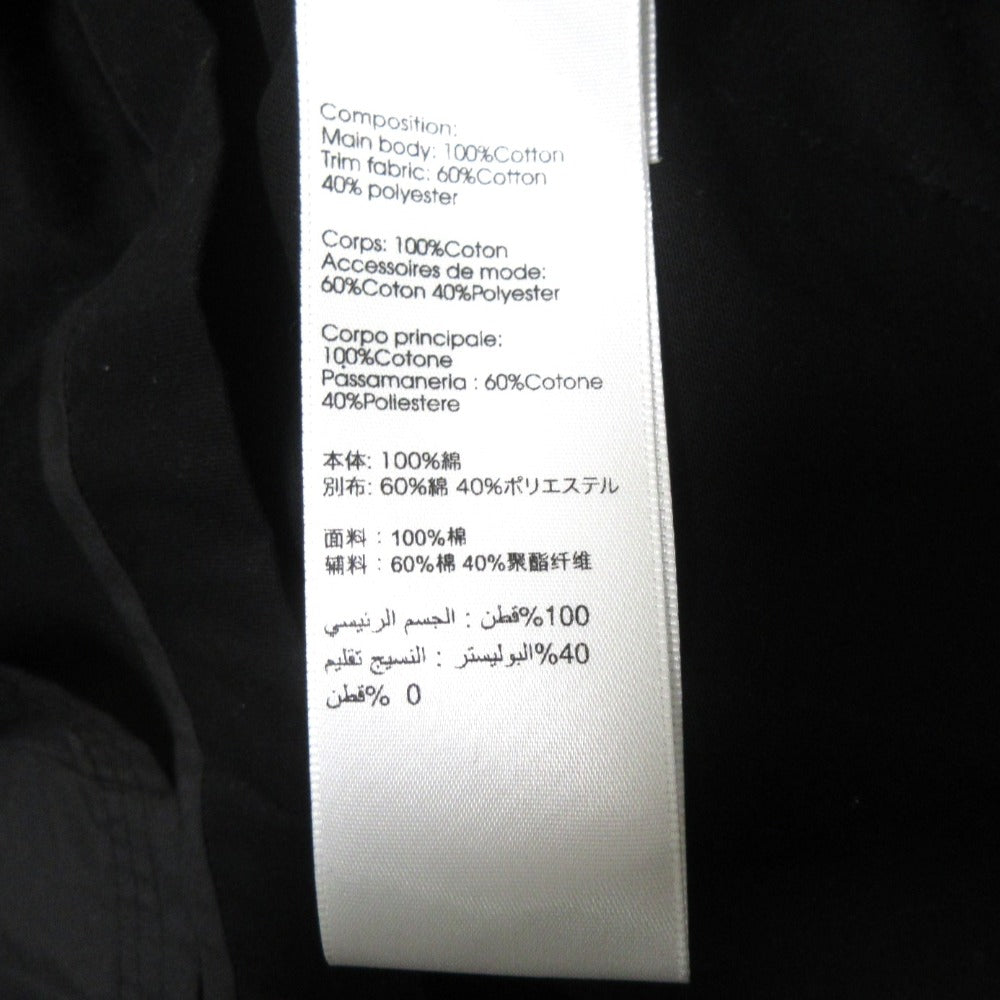 Composition:
Main body: 100%Cotton
Trim fabric: 60%Cotton
40% polyester
Corps: 100%Coton
Accessoires de mode:
60%Coton 40%Polyester
Corpo principale:
100%Cotone
Passamaneria : 60%Cotone
40%Poliestere
本体: 100%綿
別布: 60%綿 40%ポリエステル
面料 : 100%棉
辅料 : 60%棉 40%聚酯纤维
100%قطن : الجسم الرئيسي
40%البوليستر : النسيج تقليم
0 %قطن